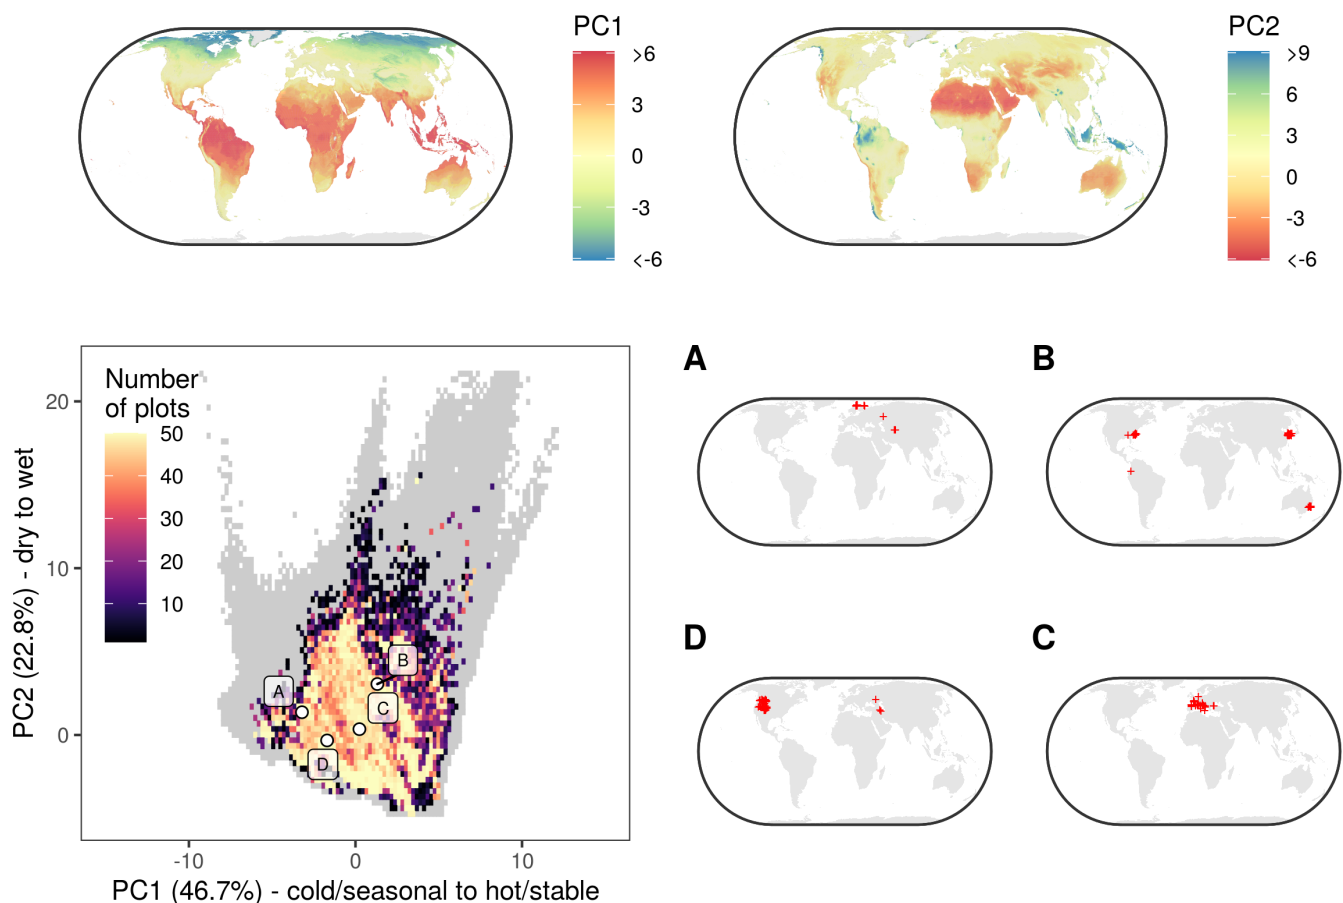 PC1
>6
3
0
-3
<-6
PC2
>9
6
3
0
-3
<-6
Number
of plots
50
40
30
20
10
20
10
0
-10
0
10
PC2 (22.8%) - dry to wet
PC1 (46.7%) - cold/seasonal to hot/stable
A
B
C
D
A
B
D
C